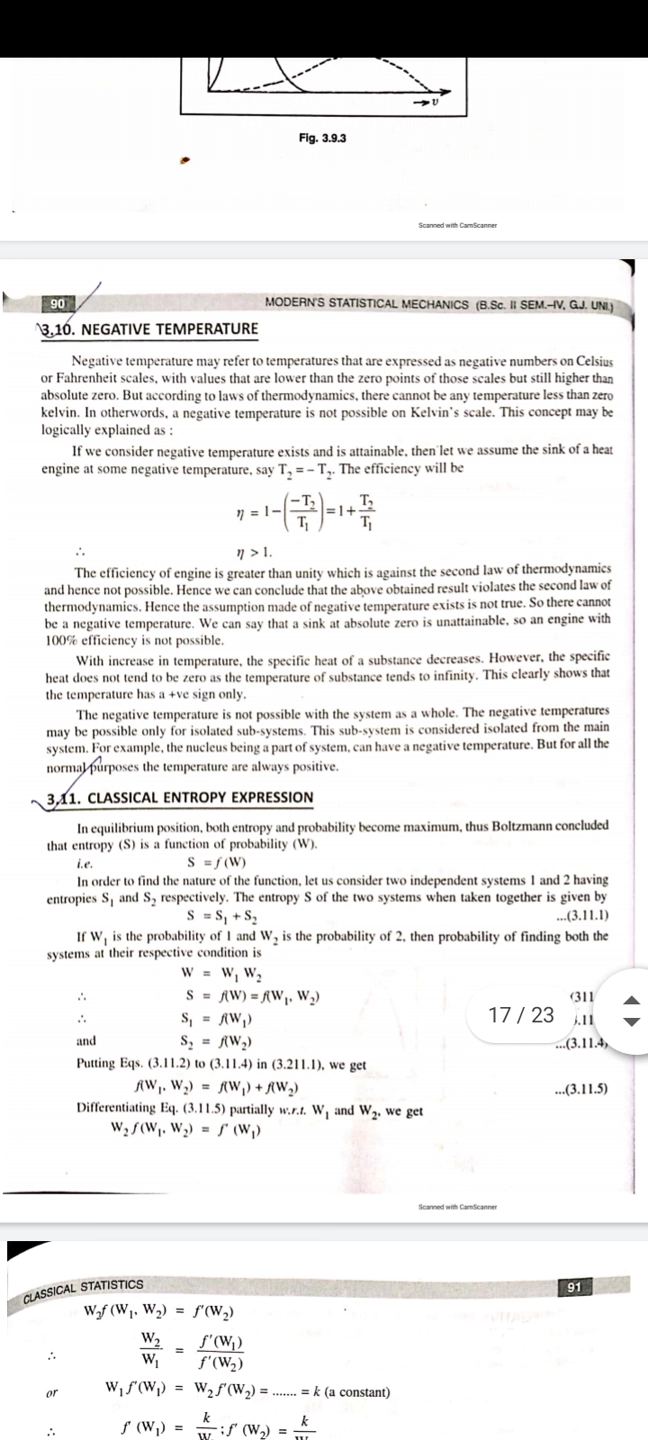 →υ
Fig. 3.9.3
Scanned with CamScanner
90
MODERN'S STATISTICAL MECHANICS (B.Sc. II SEM.–IV, G.J. UNI.)
3.10. NEGATIVE TEMPERATURE
Negative temperature may refer to temperatures that are expressed as negative numbers on Celsius
or Fahrenheit scales, with values that are lower than the zero points of those scales but still higher than
absolute zero. But according to laws of thermodynamics, there cannot be any temperature less than zero
kelvin. In otherwords, a negative temperature is not possible on Kelvin's scale. This concept may be
logically explained as :
If we consider negative temperature exists and is attainable, then let we assume the sink of a heat
engine at some negative temperature, say T₂ = – T₂. The efficiency will be
η = 1–(–T₂/T₁) = 1+T₂/T₁
∴ η > 1.
The efficiency of engine is greater than unity which is against the second law of thermodynamics
and hence not possible. Hence we can conclude that the above obtained result violates the second law of
thermodynamics. Hence the assumption made of negative temperature exists is not true. So there cannot
be a negative temperature. We can say that a sink at absolute zero is unattainable, so an engine with
100% efficiency is not possible.
With increase in temperature, the specific heat of a substance decreases. However, the specific
heat does not tend to be zero as the temperature of substance tends to infinity. This clearly shows that
the temperature has a +ve sign only.
The negative temperature is not possible with the system as a whole. The negative temperatures
may be possible only for isolated sub-systems. This sub-system is considered isolated from the main
system. For example, the nucleus being a part of system, can have a negative temperature. But for all the
normal purposes the temperature are always positive.
3.11. CLASSICAL ENTROPY EXPRESSION
In equilibrium position, both entropy and probability become maximum, thus Boltzmann concluded
that entropy (S) is a function of probability (W).
i.e. S = f (W)
In order to find the nature of the function, let us consider two independent systems 1 and 2 having
entropies S₁ and S₂ respectively. The entropy S of the two systems when taken together is given by
S = S₁ + S₂ ...(3.11.1)
If W₁ is the probability of 1 and W₂ is the probability of 2, then probability of finding both the
systems at their respective condition is
W = W₁ W₂
∴ S = f(W) = f(W₁, W₂) (311
∴ S₁ = f(W₁) .11
17 / 23
and S₂ = f(W₂) ...(3.11.4)
Putting Eqs. (3.11.2) to (3.11.4) in (3.211.1), we get
f(W₁, W₂) = f(W₁) + f(W₂) ...(3.11.5)
Differentiating Eq. (3.11.5) partially w.r.t. W₁ and W₂, we get
W₂ f (W₁, W₂) = f' (W₁)
Scanned with CamScanner
CLASSICAL STATISTICS
91
W₂f (W₁, W₂) = f'(W₂)
∴ W₂/W₁ = f'(W₁)/f'(W₂)
or W₁ f'(W₁) = W₂ f'(W₂) = ....... = k (a constant)
∴ f' (W₁) = k/W ; f' (W₂) = k/